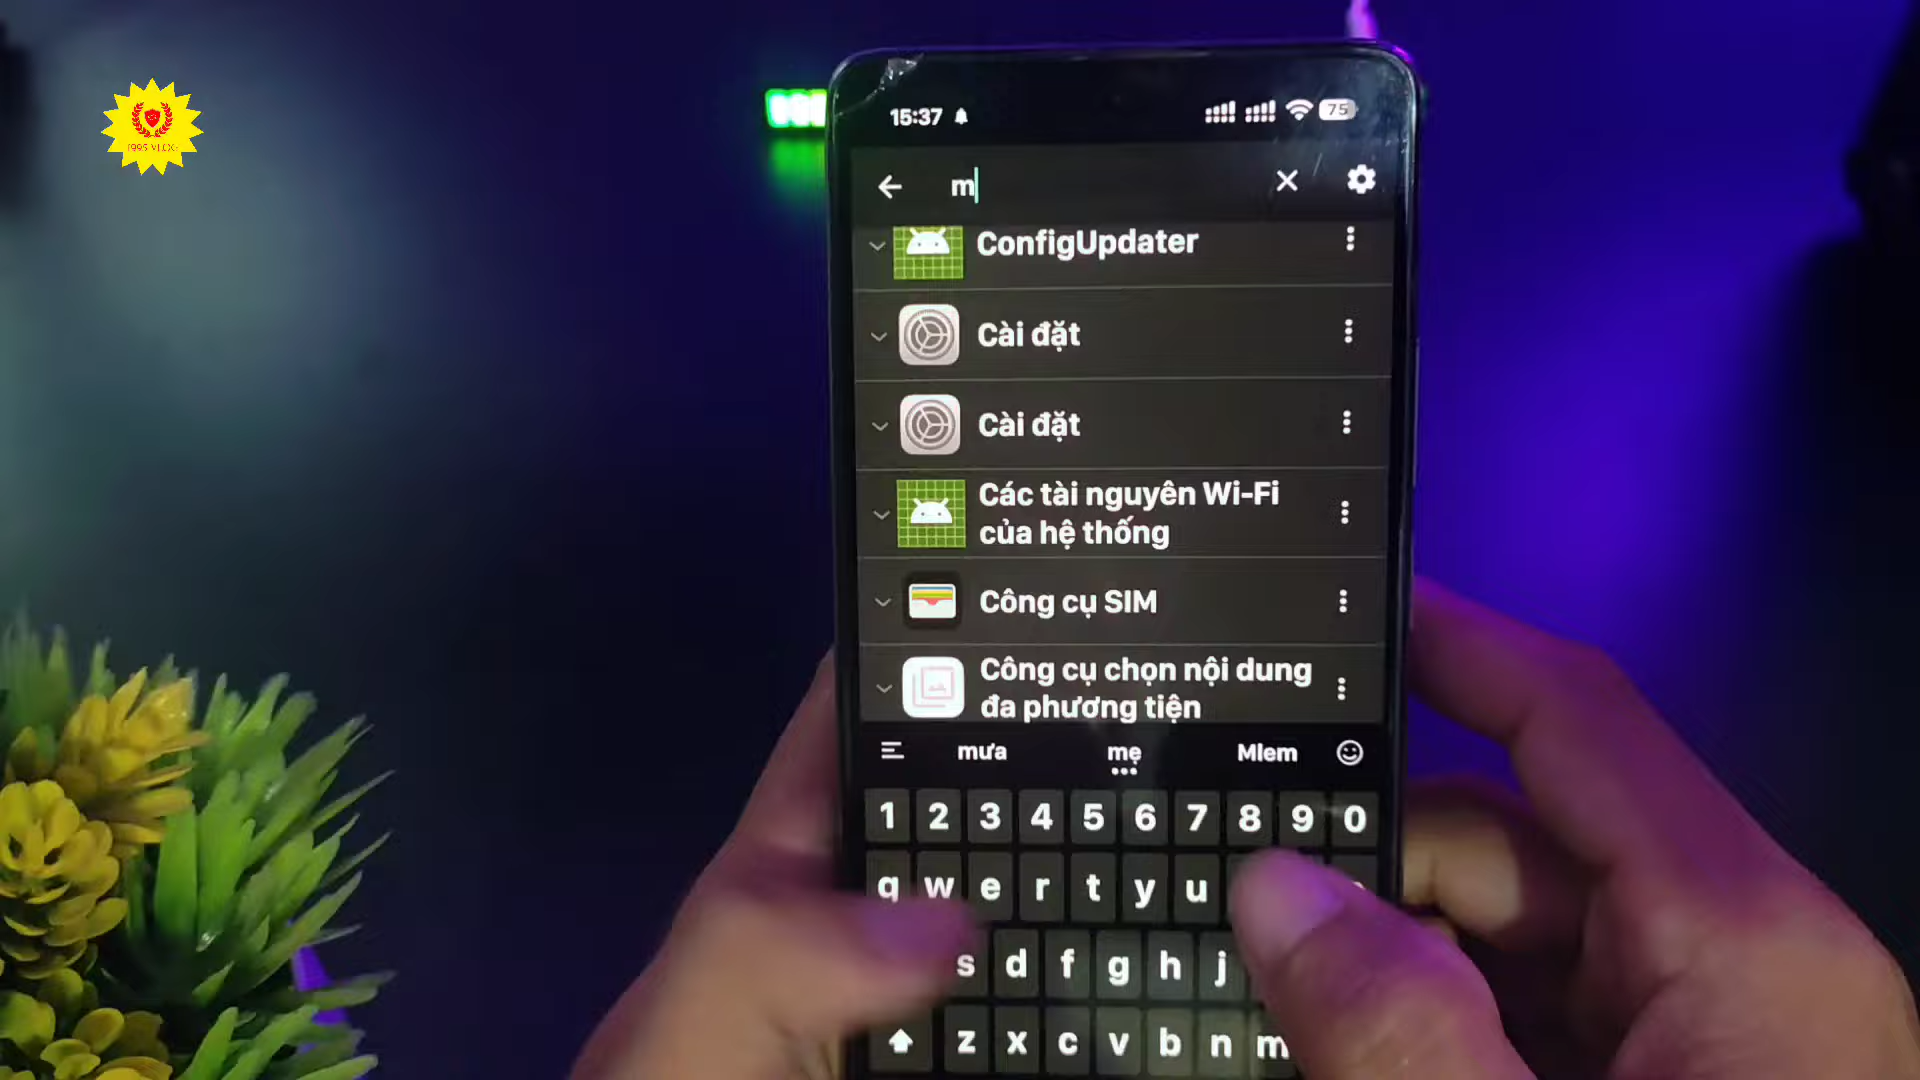 15:37
75
m
ConfigUpdater
Cài đặt
Cài đặt
Các tài nguyên Wi-Fi
của hệ thống
Công cụ SIM
Công cụ chọn nội dung
đa phương tiện
mưa mẹ Mlem
1 2 3 4 5 6 7 8 9 0
q w e r t y u
s d f g h j
z x c v b n m